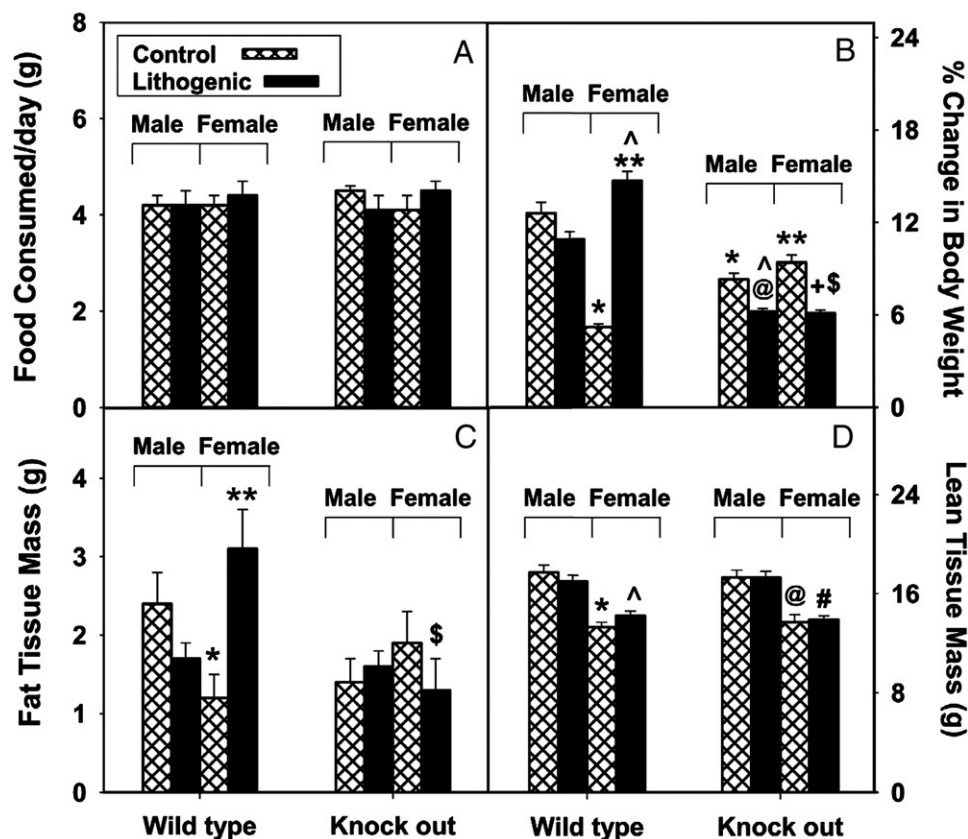 8
6
4
2
0
Food Consumed/day (g)
Control
Lithogenic
A
Male Female
Male Female
B
Male Female
^
**
*
Male Female
*
^
@
**
+$
24
18
12
6
0
% Change in Body Weight
4
3
2
1
0
Fat Tissue Mass (g)
C
Male Female
**
*
Male Female
$
Wild type
Knock out
D
Male Female
*
^
Male Female
@
#
24
16
8
0
Lean Tissue Mass (g)
Wild type
Knock out